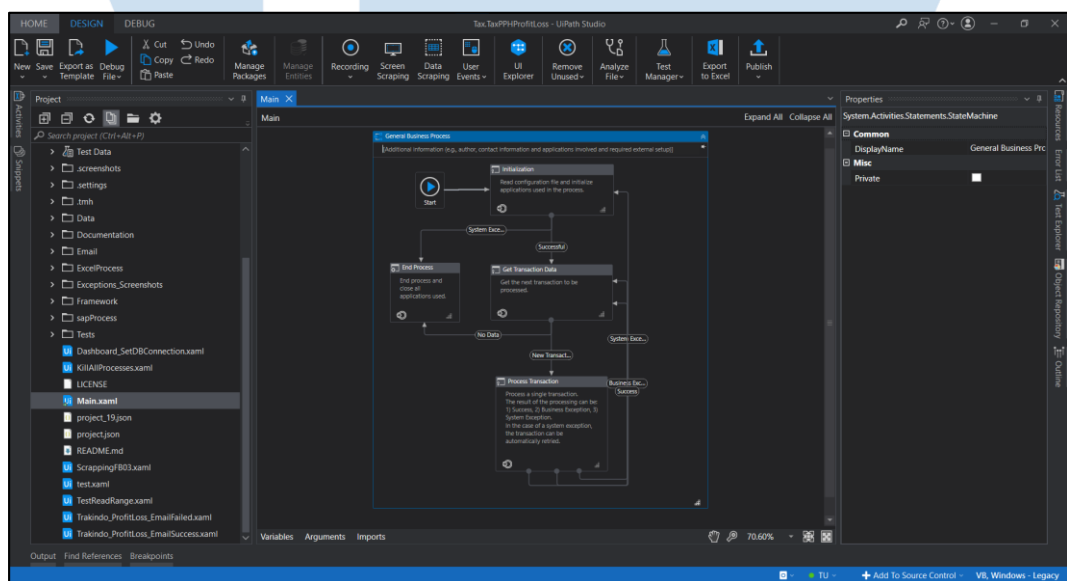 HOME DESIGN DEBUG
Tax.TaxPPHProfitLoss - UiPath Studio
New Save Export as Template Debug File
Cut Copy Paste
Undo Redo
Manage Packages Manage Entities
Recording Screen Scraping Data Scraping User Events
UI Explorer
Remove Unused
Analyze File
Test Manager
Export to Excel
Publish
Activities
Snippets
Project
Search project (Ctrl+Alt+P)
Test Data
.screenshots
.settings
.tmh
Data
Documentation
Email
ExcelProcess
Exceptions_Screenshots
Framework
sapProcess
Tests
Dashboard_SetDBConnection.xaml
KillAllProcesses.xaml
LICENSE
Main.xaml
project_19.json
project.json
README.md
ScrappingFB03.xaml
test.xaml
TestReadRange.xaml
Trakindo_ProfitLoss_EmailFailed.xaml
Trakindo_ProfitLoss_EmailSuccess.xaml
Main
Main
Expand All Collapse All
General Business Process
[Additional information (e.g., author, contact information and applications involved and required external setup)]
Start
Initialization
Read configuration file and initialize
applications used in the process.
System Exce...
Successful
End Process
End process and
close all
applications used.
Get Transaction Data
Get the next transaction to be
processed.
No Data
System Exce...
New Transact...
Process Transaction
Process a single transaction.
The result of the processing can be:
1) Success, 2) Business Exception, 3)
System Exception.
In the case of a system exception,
the transaction can be
automatically retried.
Business Exc...
Success
Variables Arguments Imports
70.60%
Properties
System.Activities.Statements.StateMachine
Common
DisplayName General Business Proc
Misc
Private
Resources
Error List
Test Explorer
Object Repository
Outline
Output Find References Breakpoints
TU
Add To Source Control
VB, Windows - Legacy